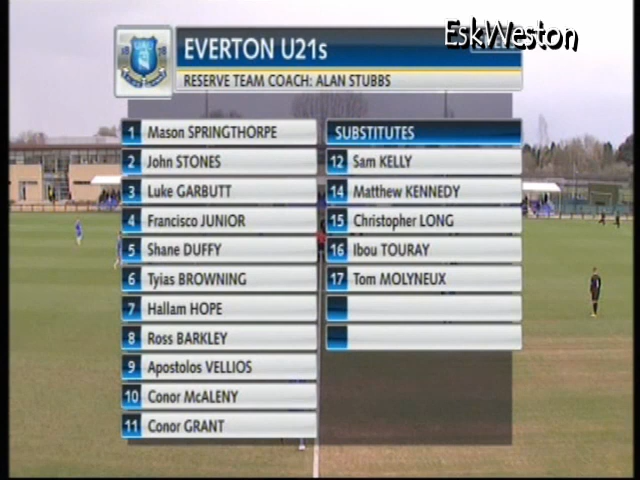 EskWeston
EVERTON U21s
RESERVE TEAM COACH: ALAN STUBBS
1 Mason SPRINGTHORPE
2 John STONES
3 Luke GARBUTT
4 Francisco JUNIOR
5 Shane DUFFY
6 Tyias BROWNING
7 Hallam HOPE
8 Ross BARKLEY
9 Apostolos VELLIOS
10 Conor McALENY
11 Conor GRANT
SUBSTITUTES
12 Sam KELLY
14 Matthew KENNEDY
15 Christopher LONG
16 Ibou TOURAY
17 Tom MOLYNEUX